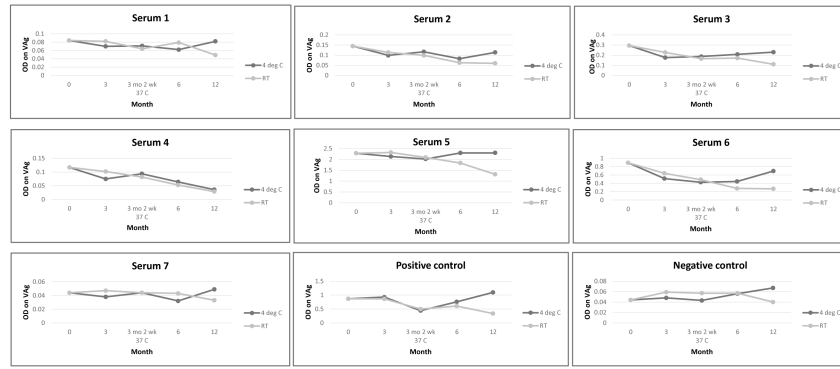 Serum 1
OD on VAg
0.1
0.08
0.06
0.04
0.02
0
0 3 3 mo 2 wk 6 12
37 C
Month
4 deg C
RT
Serum 2
OD on VAg
0.2
0.15
0.1
0.05
0
0 3 3 mo 2 wk 6 12
37 C
Month
4 deg C
RT
Serum 3
OD on VAg
0.4
0.3
0.2
0.1
0
0 3 3 mo 2 wk 6 12
37 C
Month
4 deg C
RT
Serum 4
OD on VAg
0.15
0.1
0.05
0
0 3 3 mo 2 wk 6 12
37 C
Month
4 deg C
RT
Serum 5
OD on VAg
2.5
2
1.5
1
0.5
0
0 3 3 mo 2 wk 6 12
37 C
Month
4 deg C
RT
Serum 6
OD on VAg
1
0.8
0.6
0.4
0.2
0
0 3 3 mo 2 wk 6 12
37 C
Month
4 deg C
RT
Serum 7
OD on VAg
0.06
0.04
0.02
0
0 3 3 mo 2 wk 6 12
37 C
Month
4 deg C
RT
Positive control
OD on VAg
1.5
1
0.5
0
0 3 3 mo 2 wk 6 12
37 C
Month
4 deg C
RT
Negative control
OD on VAg
0.08
0.06
0.04
0.02
0
0 3 3 mo 2 wk 6 12
37 C
Month
4 deg C
RT